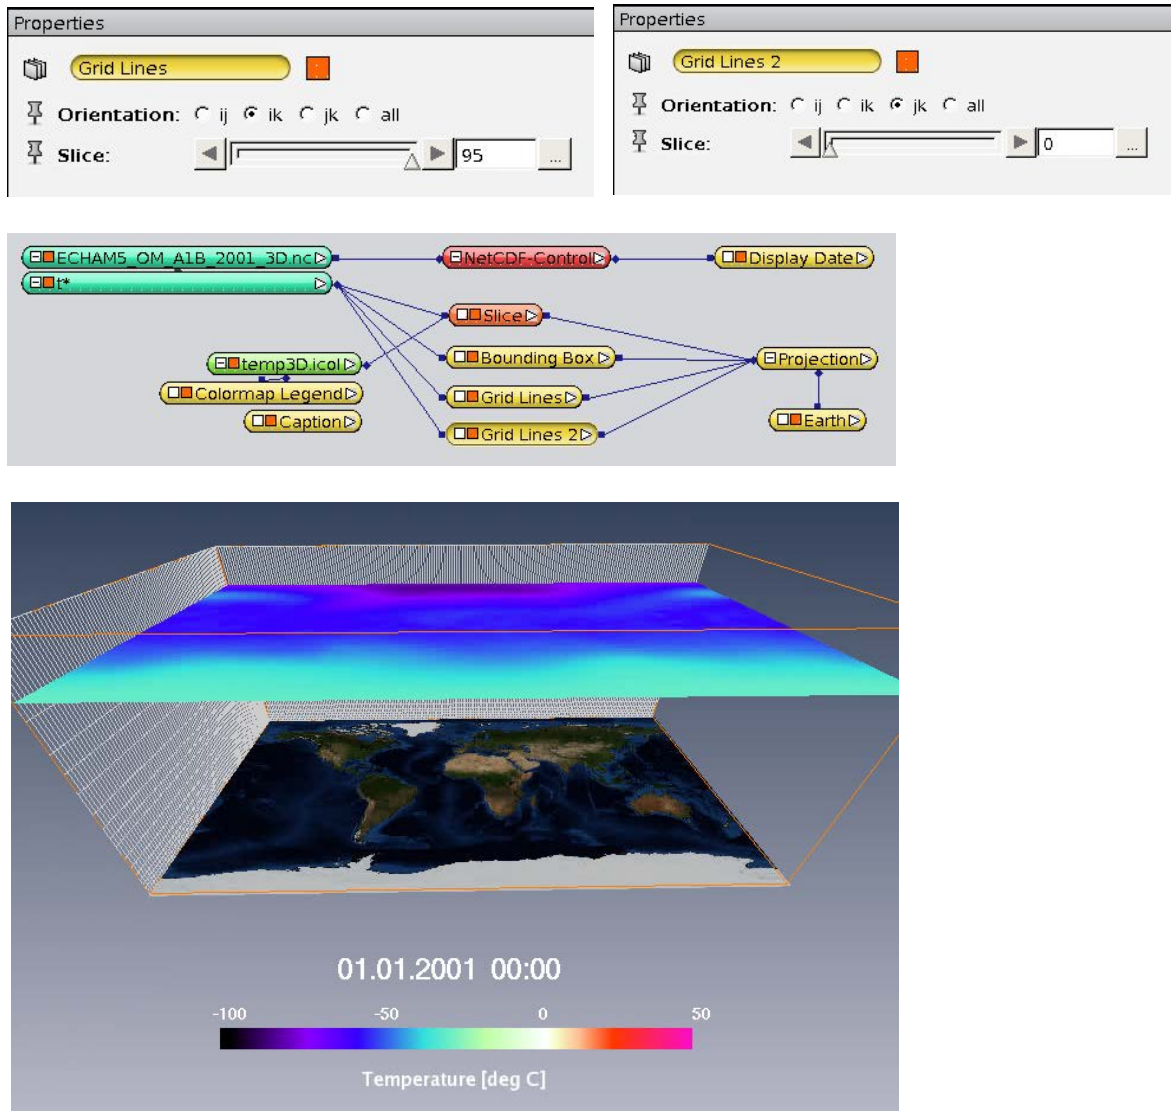 Properties
Grid Lines
Orientation: ij ik jk all
Slice: 95 ...
Properties
Grid Lines 2
Orientation: ij ik jk all
Slice: 0 ...
ECHAM5_OM_A1B_2001_3D.nc NetCDF-Control Display Date
t*
Slice
temp3D.icol Bounding Box Projection
Colormap Legend Grid Lines
Caption Grid Lines 2 Earth
01.01.2001 00:00
-100 -50 0 50
Temperature [deg C]